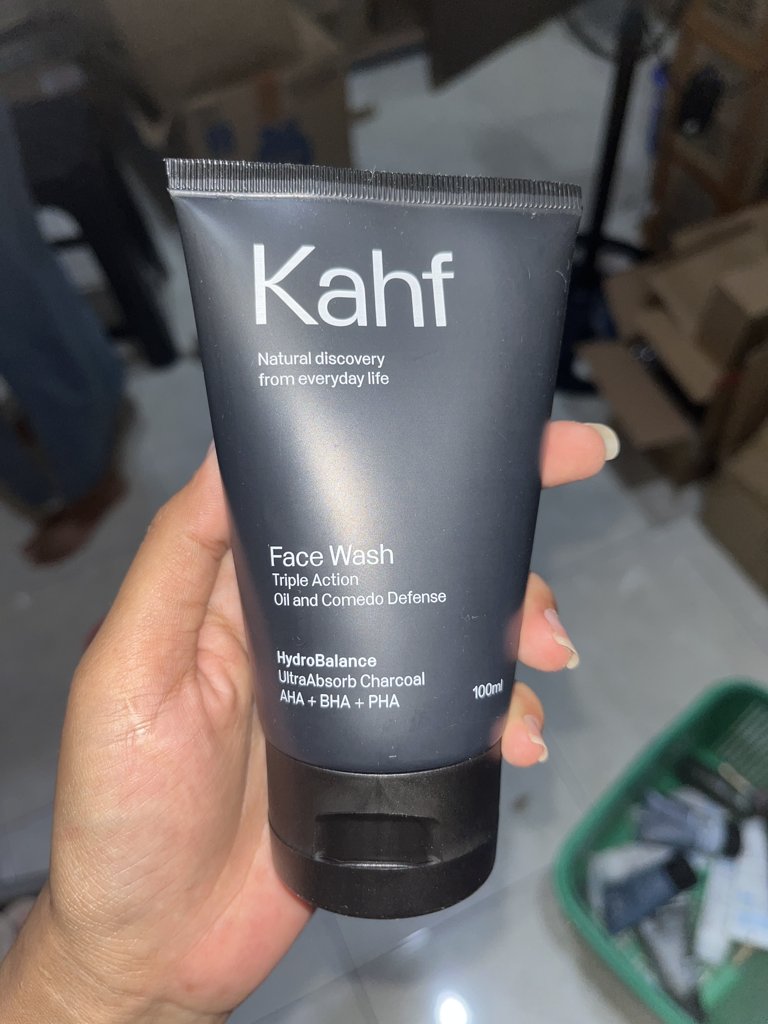 Kahf
Natural discovery
from everyday life
Face Wash
Triple Action
Oil and Comedo Defense
HydroBalance
UltraAbsorb Charcoal
AHA + BHA + PHA
100ml